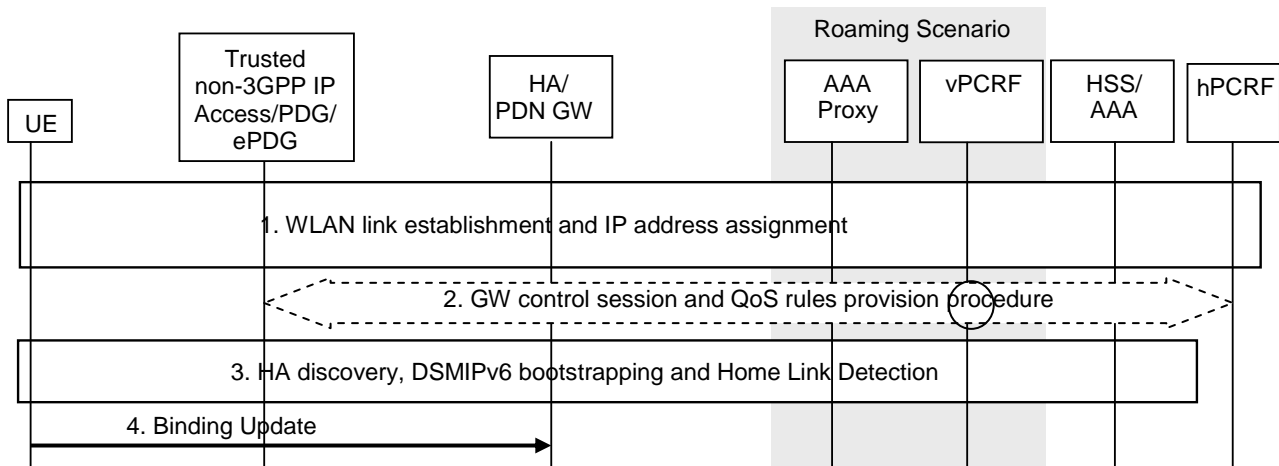 Roaming Scenario
UE
Trusted
non-3GPP IP
Access/PDG/
ePDG
HA/
PDN GW
AAA
Proxy
vPCRF
HSS/
AAA
hPCRF
1. WLAN link establishment and IP address assignment
2. GW control session and QoS rules provision procedure
3. HA discovery, DSMIPv6 bootstrapping and Home Link Detection
4. Binding Update